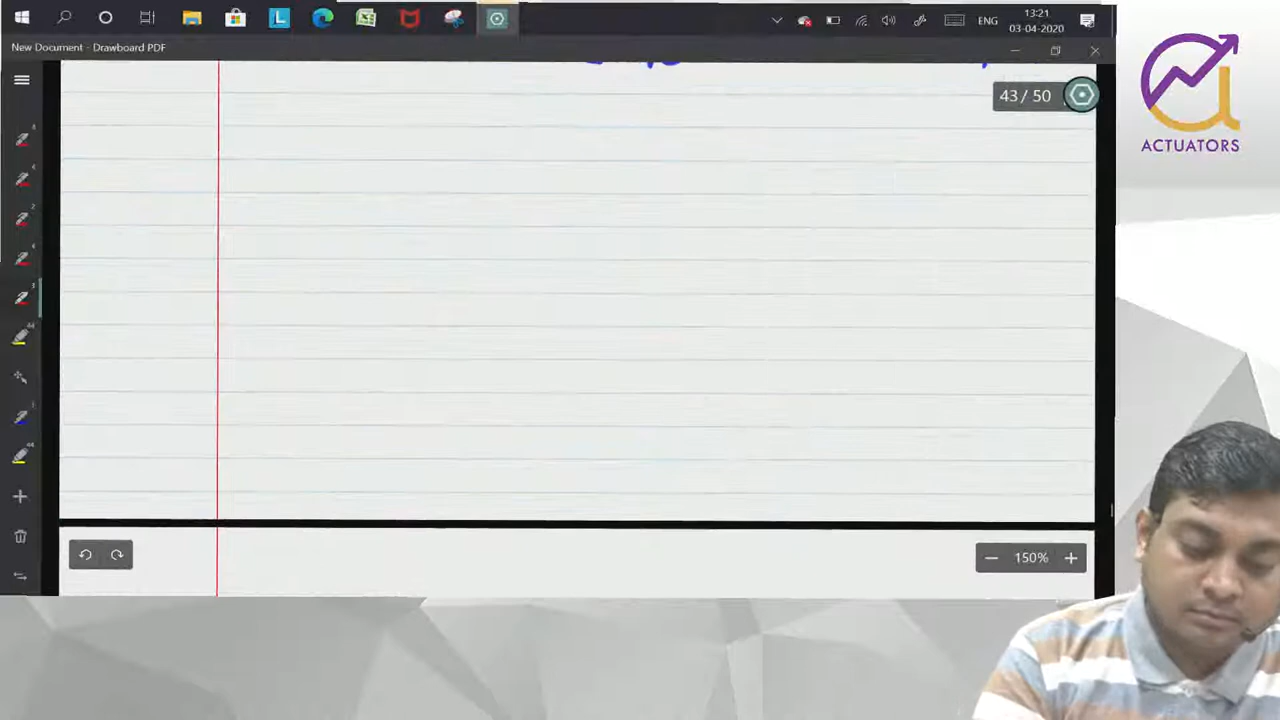 13:21
ENG
03-04-2020
New Document - Drawboard PDF
43 / 50
ACTUATORS
150%